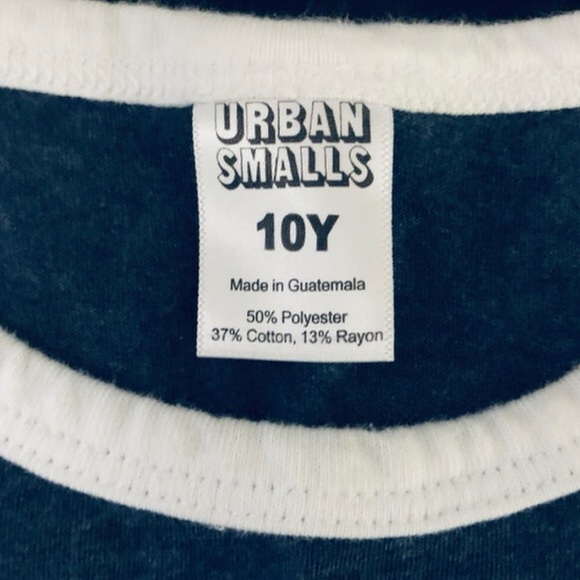 URBAN
SMALLS
10Y
Made in Guatemala
50% Polyester
37% Cotton, 13% Rayon